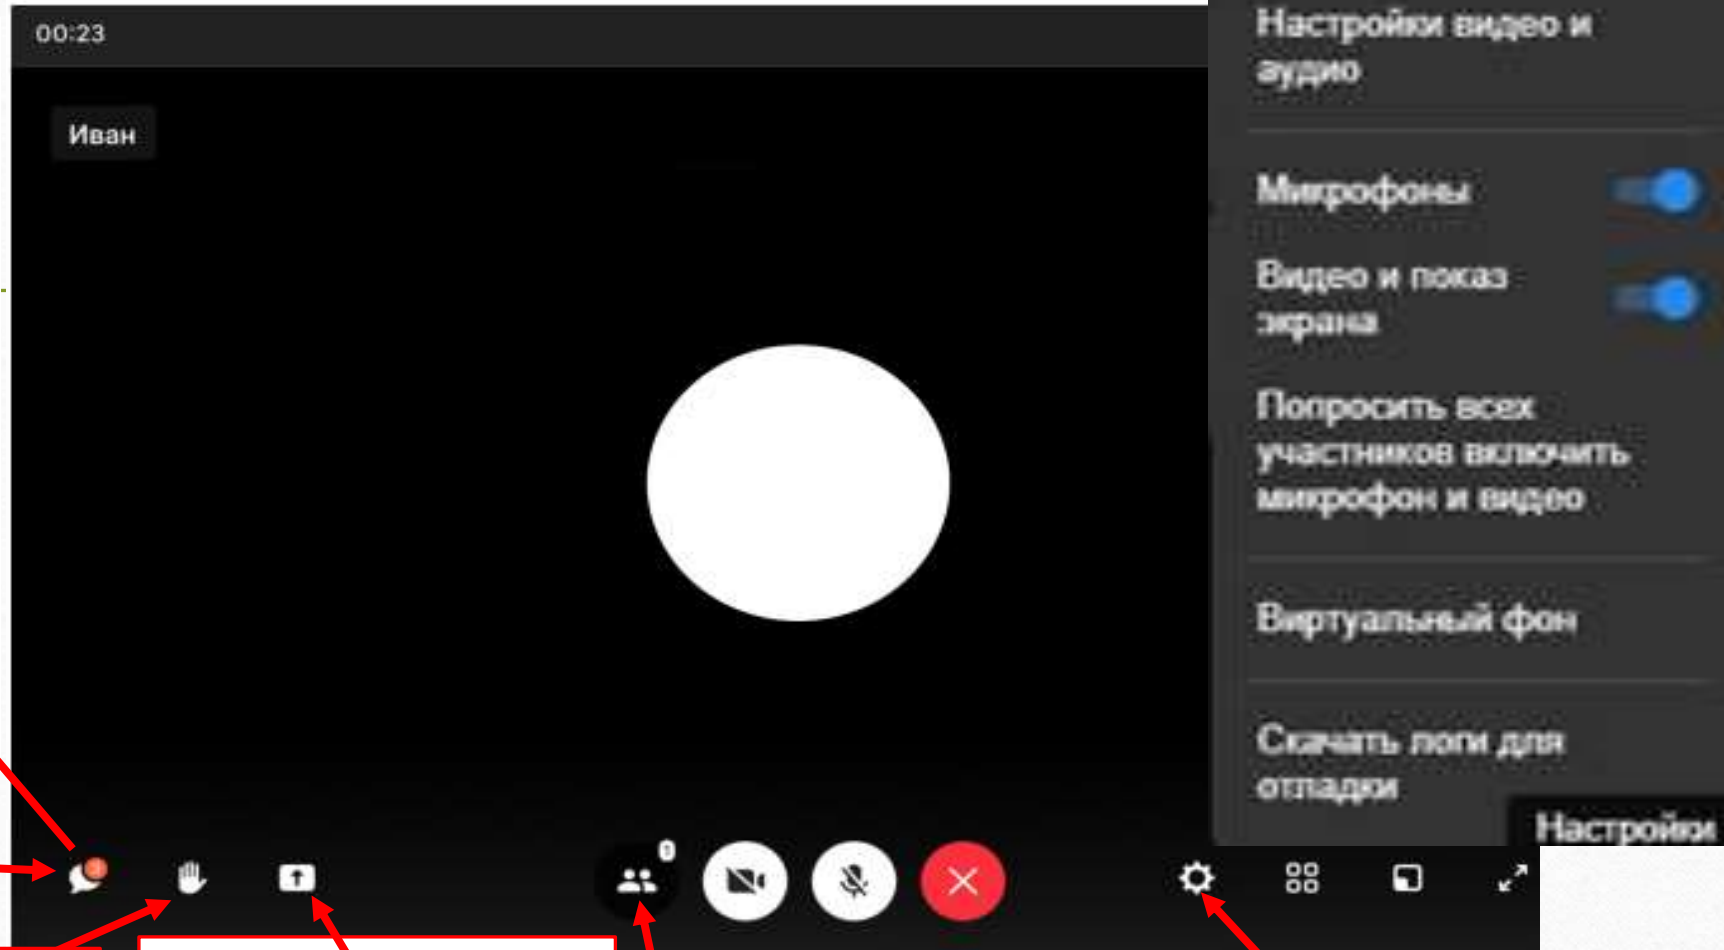 00:23
Иван
Настройки видео и
аудио
Микрофоны
Видео и показ
экрана
Попросить всех
участников включить
микрофон и видео
Виртуальный фон
Скачать логи для
отладки
Настройки